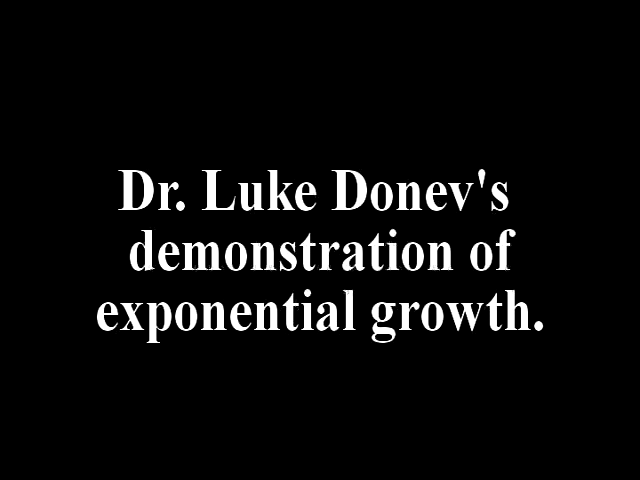 Dr. Luke Donev's
demonstration of
exponential growth.